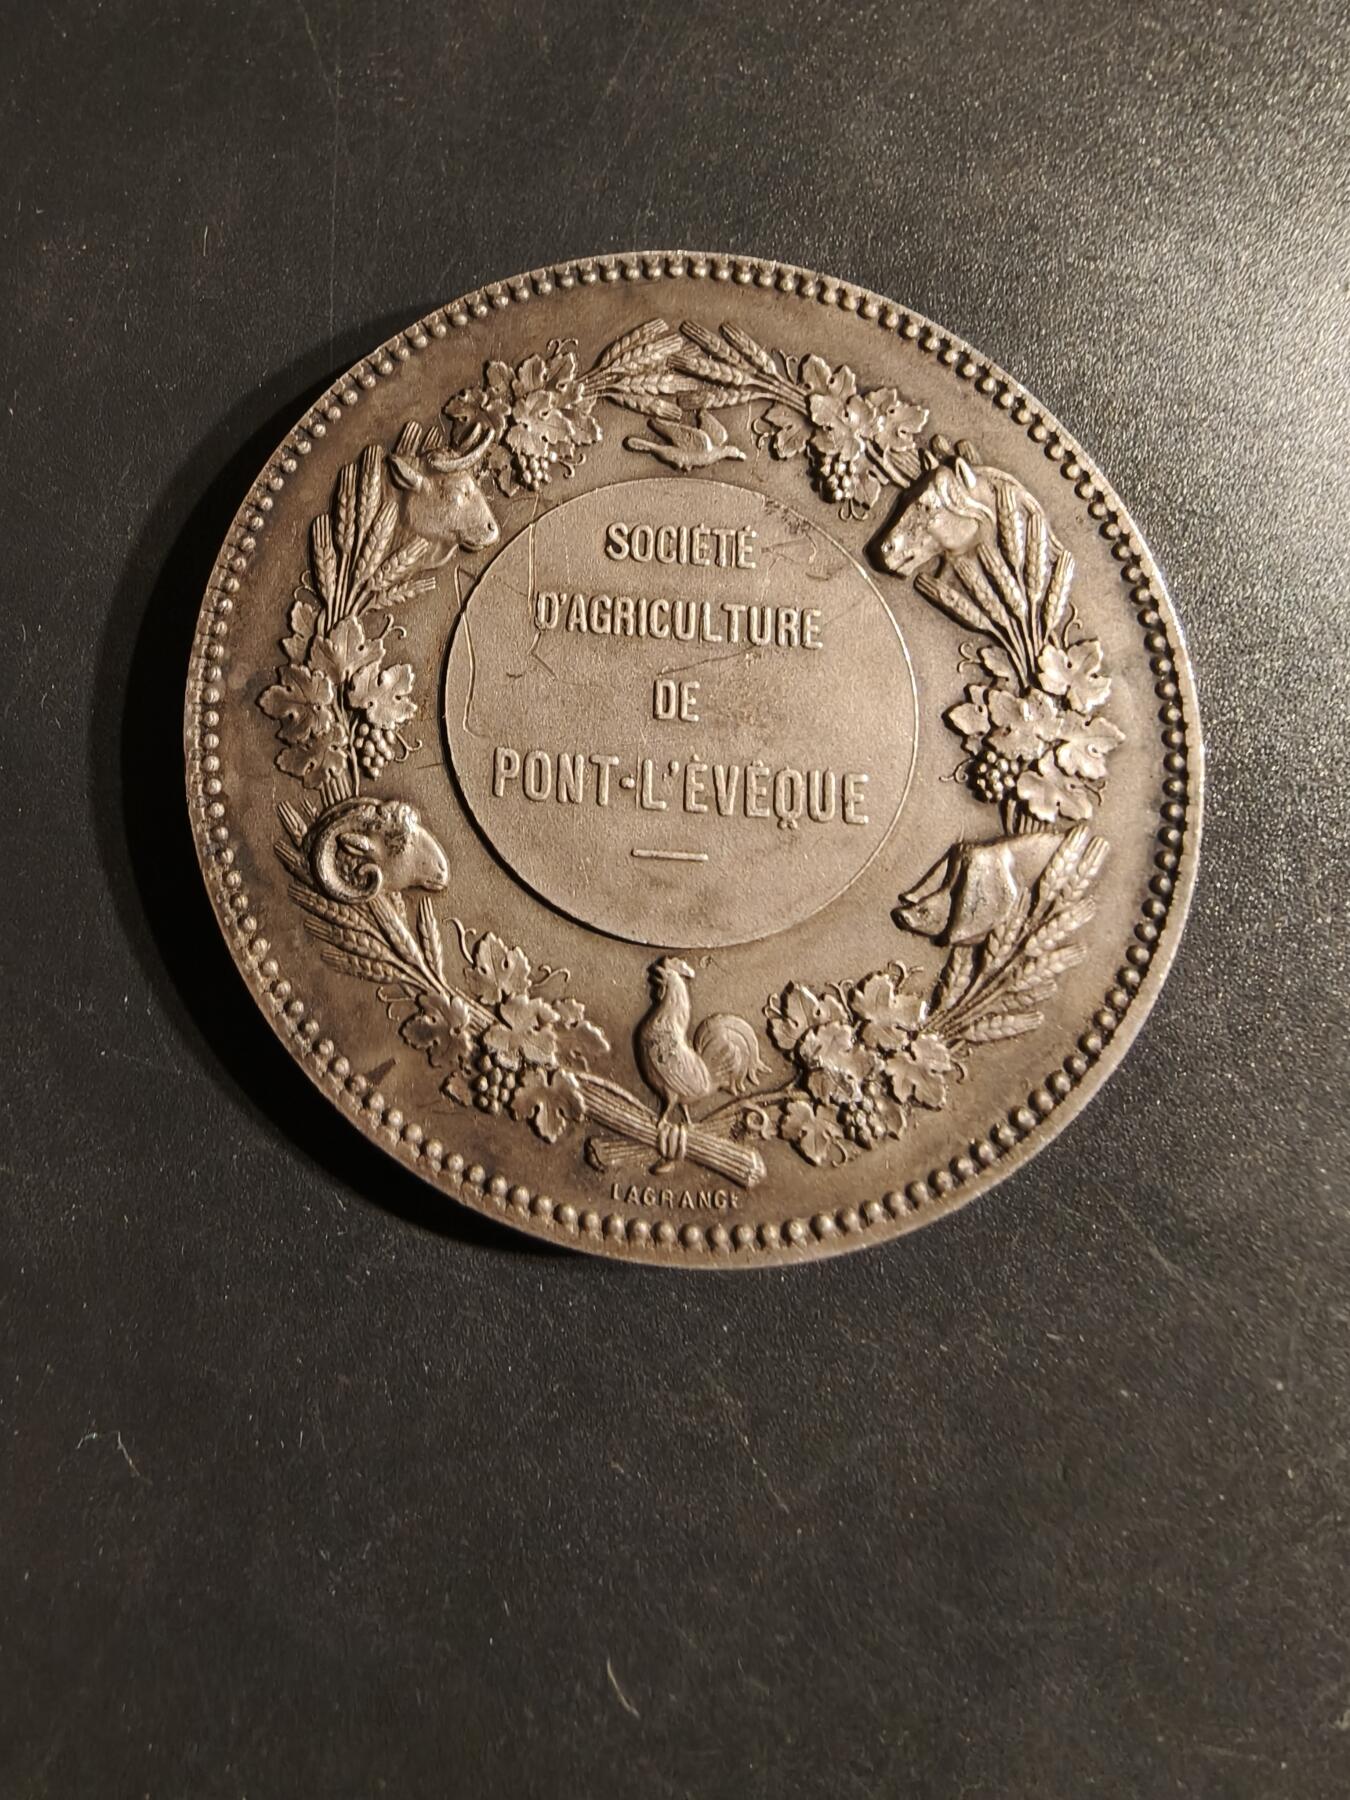 SOCIÉTÉ
D'AGRICULTURE
DE
PONT-L'ÉVÊQUE
LAGRANGE